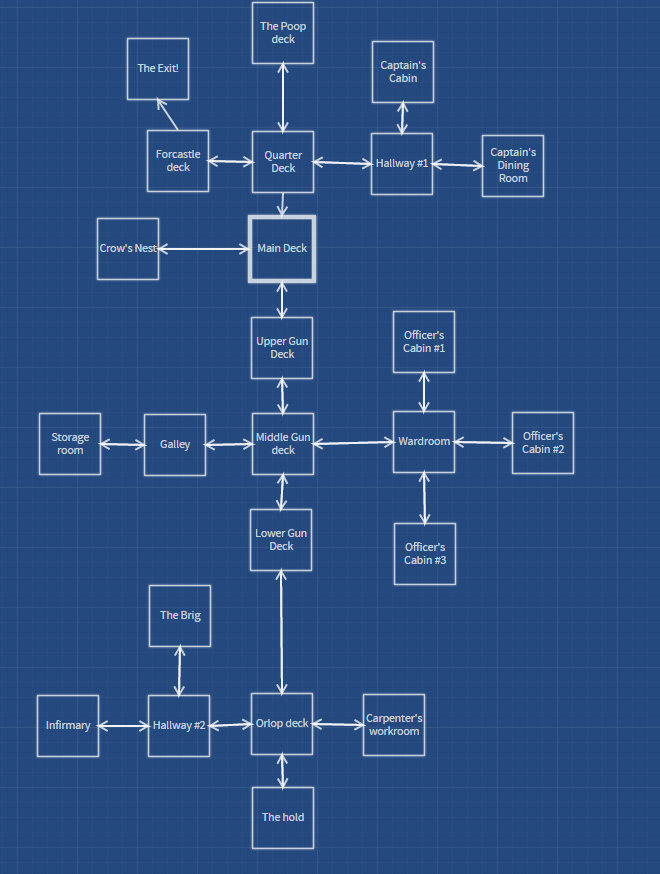 The Poop
deck
The Exit!
Captain's
Cabin
Forcastle
deck
Quarter
Deck
Hallway #1
Captain's
Dining
Room
Crow's Nest
Main Deck
Upper Gun
Deck
Officer's
Cabin #1
Storage
room
Galley
Middle Gun
deck
Wardroom
Officer's
Cabin #2
Lower Gun
Deck
Officer's
Cabin #3
The Brig
Infirmary
Hallway #2
Orlop deck
Carpenter's
workroom
The hold